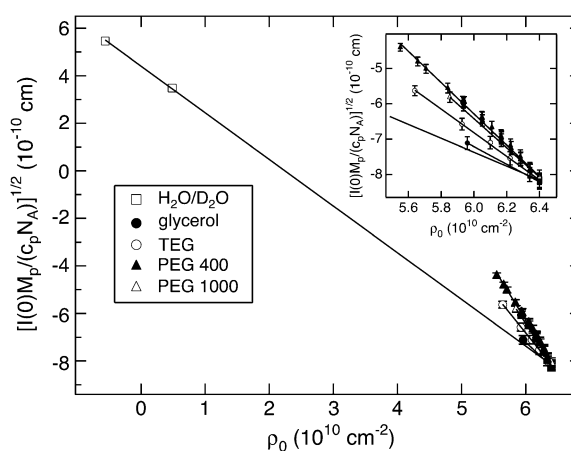 6
4
2
0
-2
-4
-6
-8
[I(0)M_p/(c_pN_A)]^{1/2} (10^{-10} cm)
0
1
2
3
4
5
6
ρ_0 (10^{10} cm^{-2})
H_2O/D_2O
glycerol
TEG
PEG 400
PEG 1000
-5
-6
-7
-8
[I(0)M_p/(c_pN_A)]^{1/2} (10^{-10} cm)
5.6
5.8
6.0
6.2
6.4
ρ_0 (10^{10} cm^{-2})